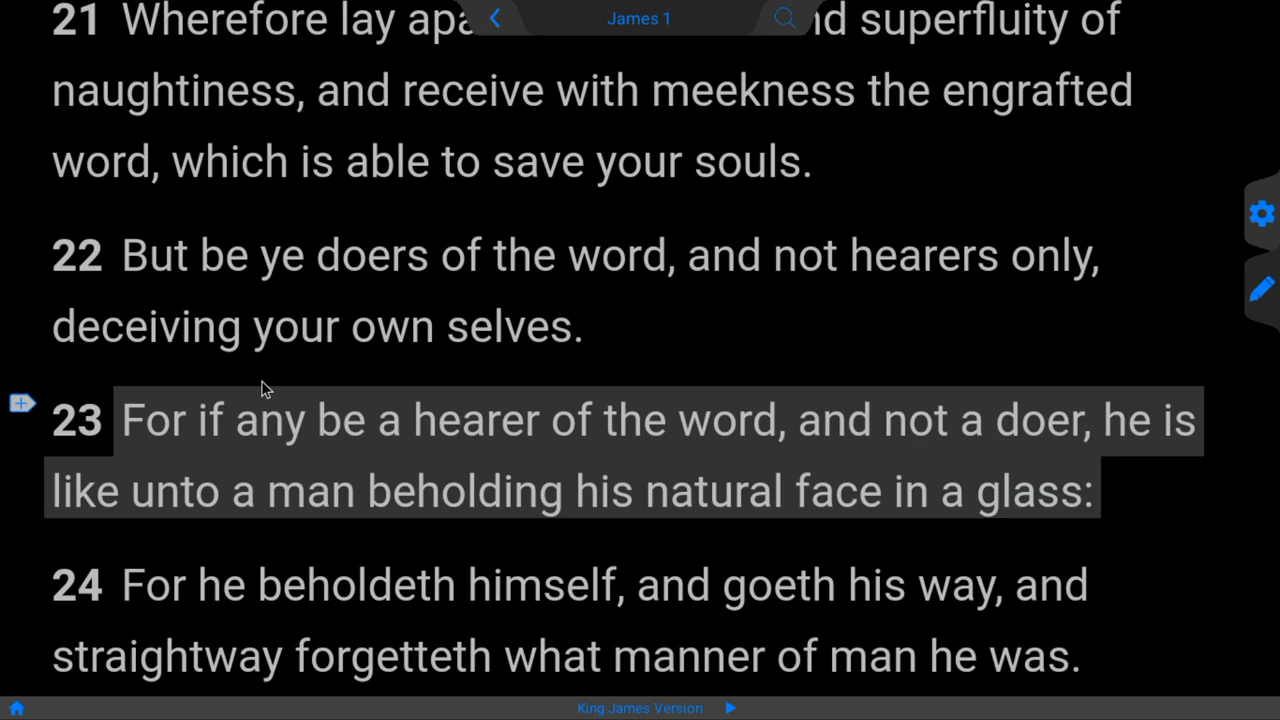 James 1
21 Wherefore lay apa nd superfluity of
naughtiness, and receive with meekness the engrafted
word, which is able to save your souls.
22 But be ye doers of the word, and not hearers only,
deceiving your own selves.
23 For if any be a hearer of the word, and not a doer, he is
like unto a man beholding his natural face in a glass:
24 For he beholdeth himself, and goeth his way, and
straightway forgetteth what manner of man he was.
King James Version